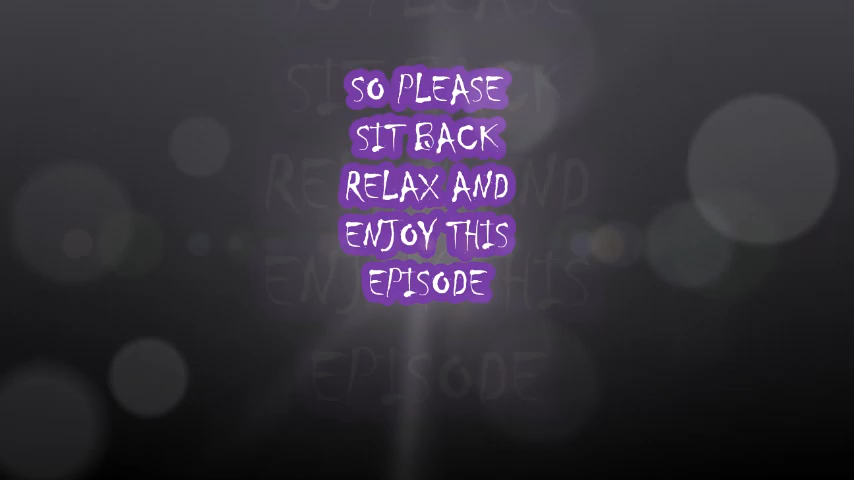 SO PLEASE
SIT BACK
RELAX AND
ENJOY THIS
EPISODE